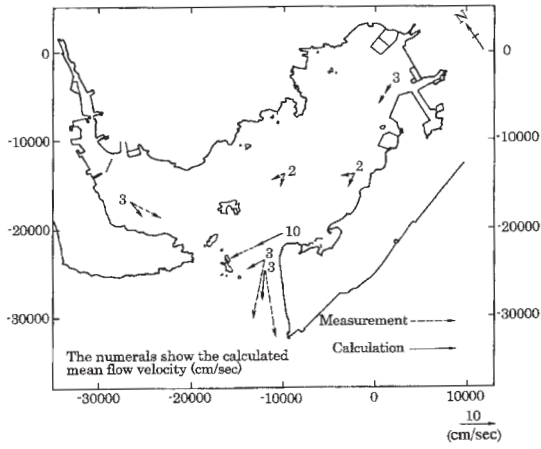 N
0
0
3
-10000
-10000
2
2
3
-20000
-20000
10
3
3
-30000
-30000
Measurement
Calculation
The numerals show the calculated
mean flow velocity (cm/sec)
-30000 -20000 -10000 0 10000
10
(cm/sec)